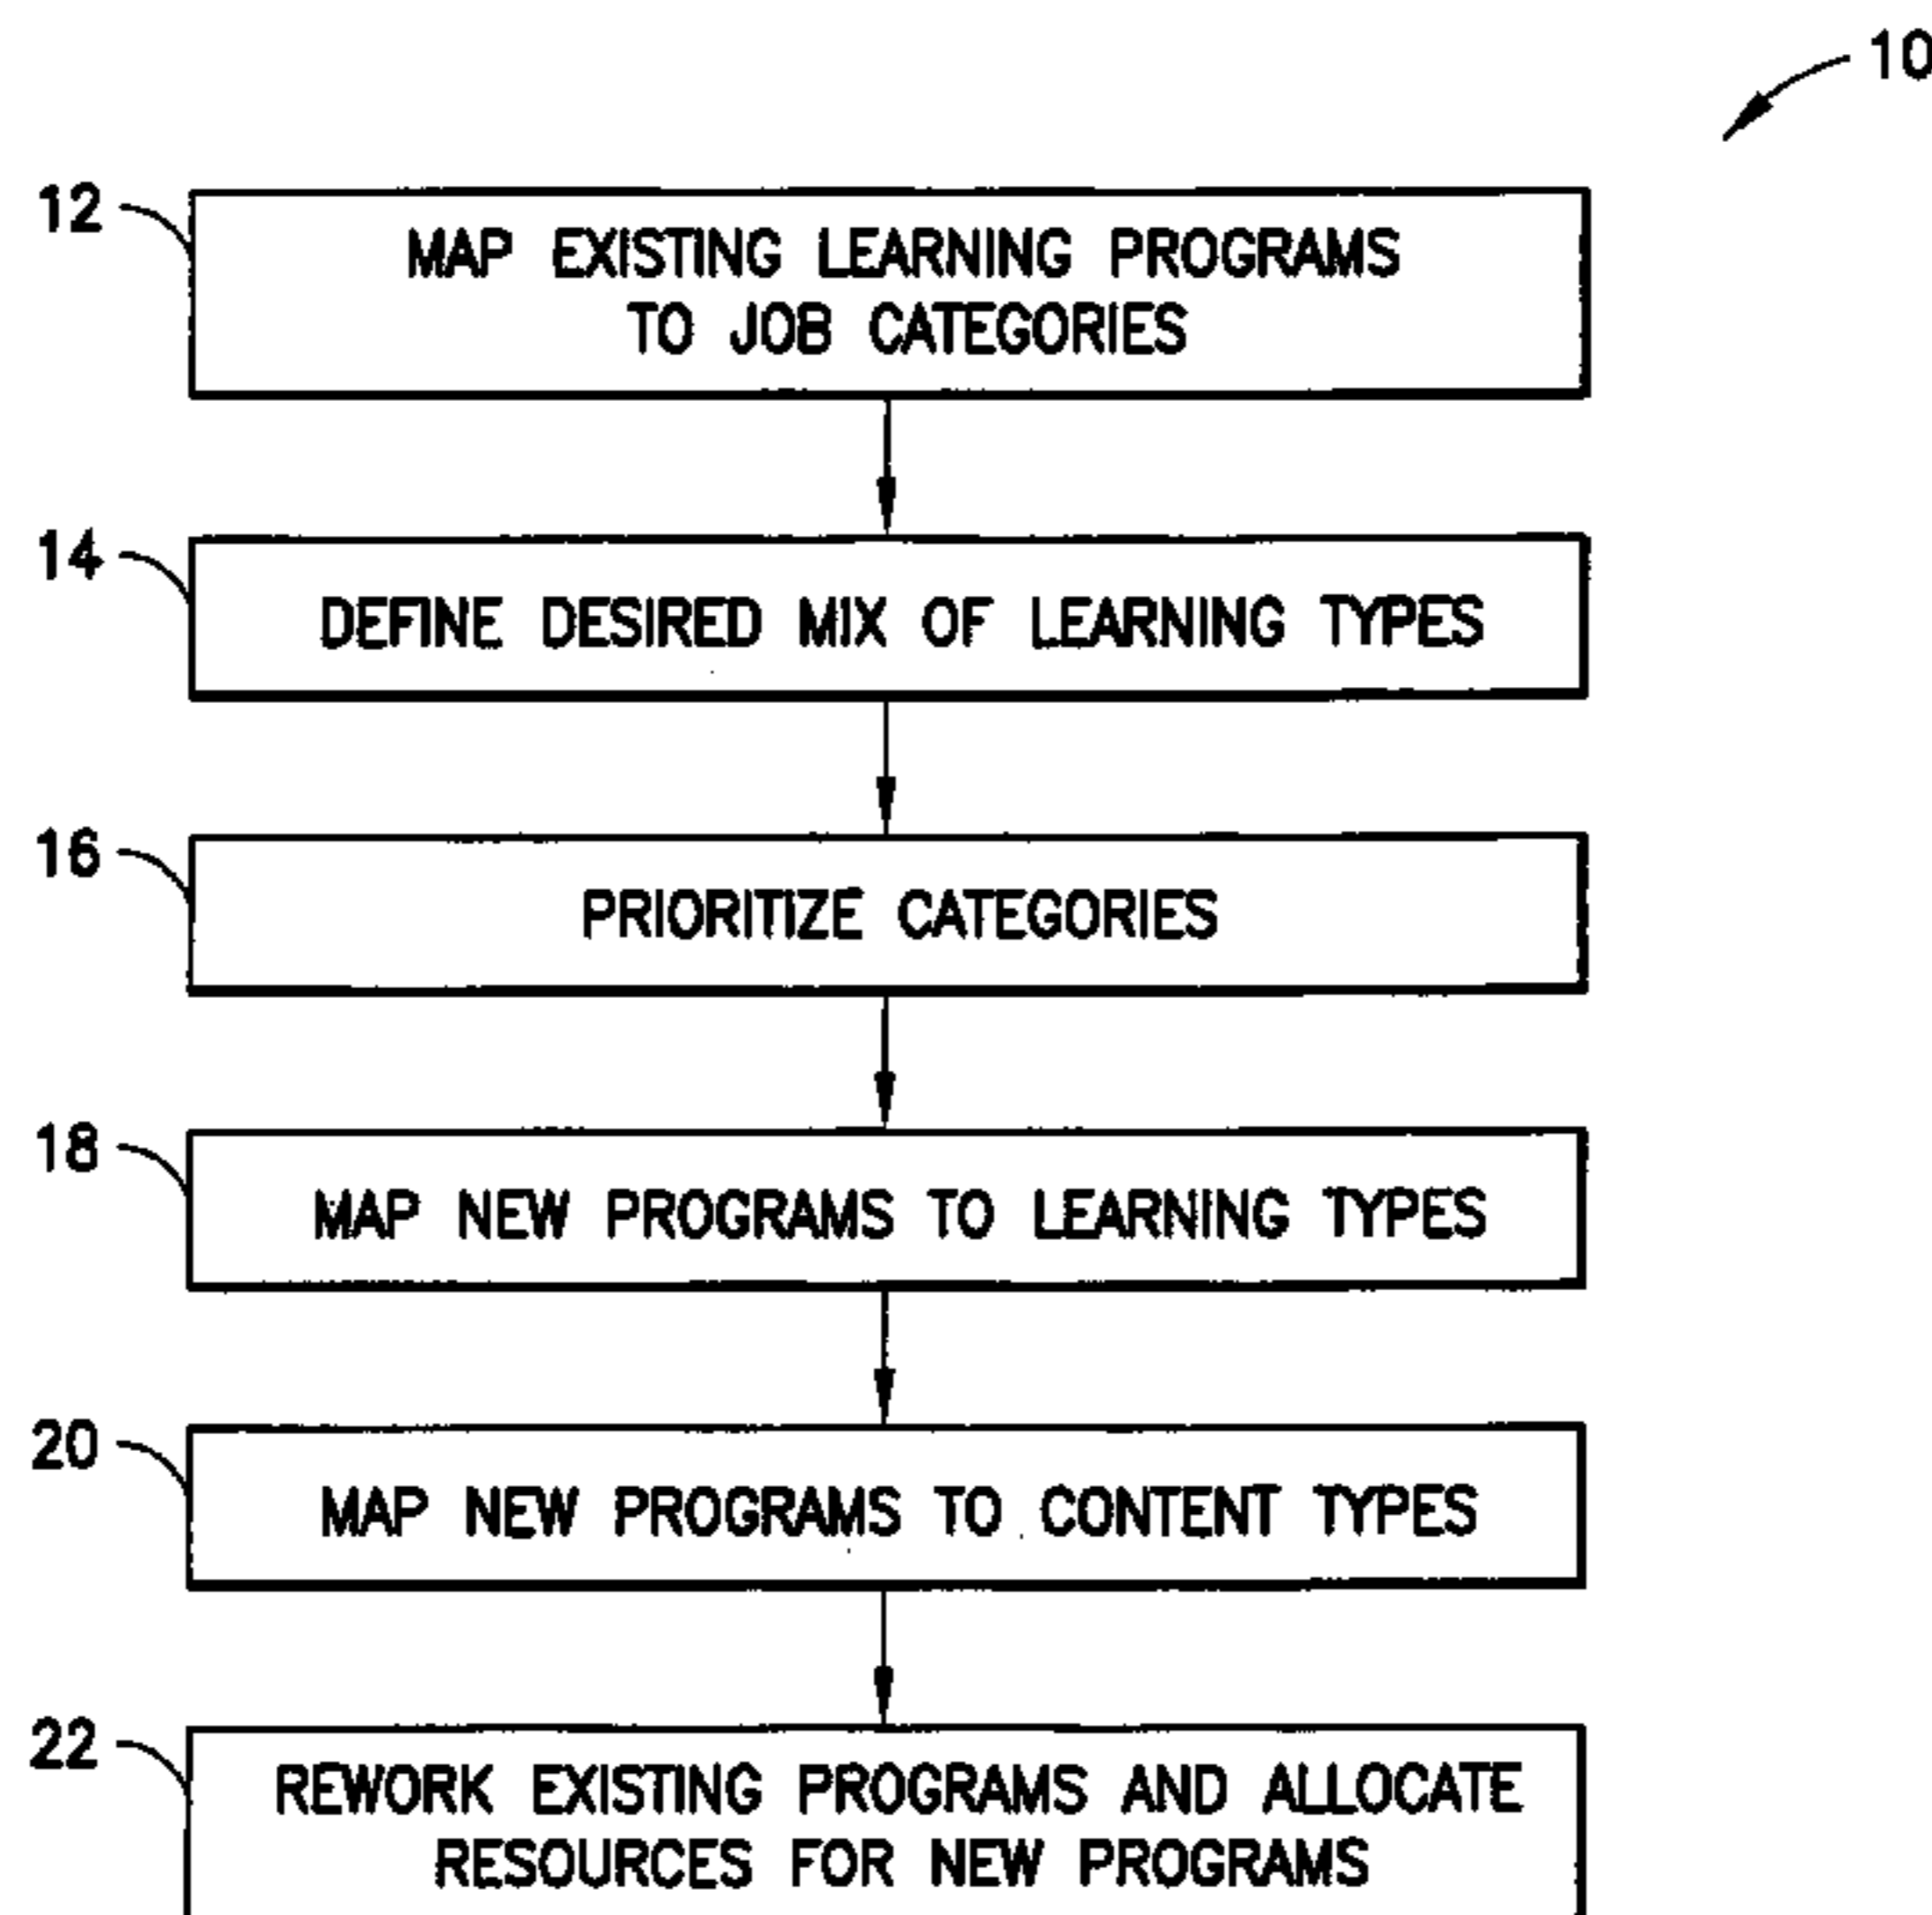 10
12
MAP EXISTING LEARNING PROGRAMS
TO JOB CATEGORIES
14
DEFINE DESIRED MIX OF LEARNING TYPES
16
PRIORITIZE CATEGORIES
18
MAP NEW PROGRAMS TO LEARNING TYPES
20
MAP NEW PROGRAMS TO CONTENT TYPES
22
REWORK EXISTING PROGRAMS AND ALLOCATE
RESOURCES FOR NEW PROGRAMS